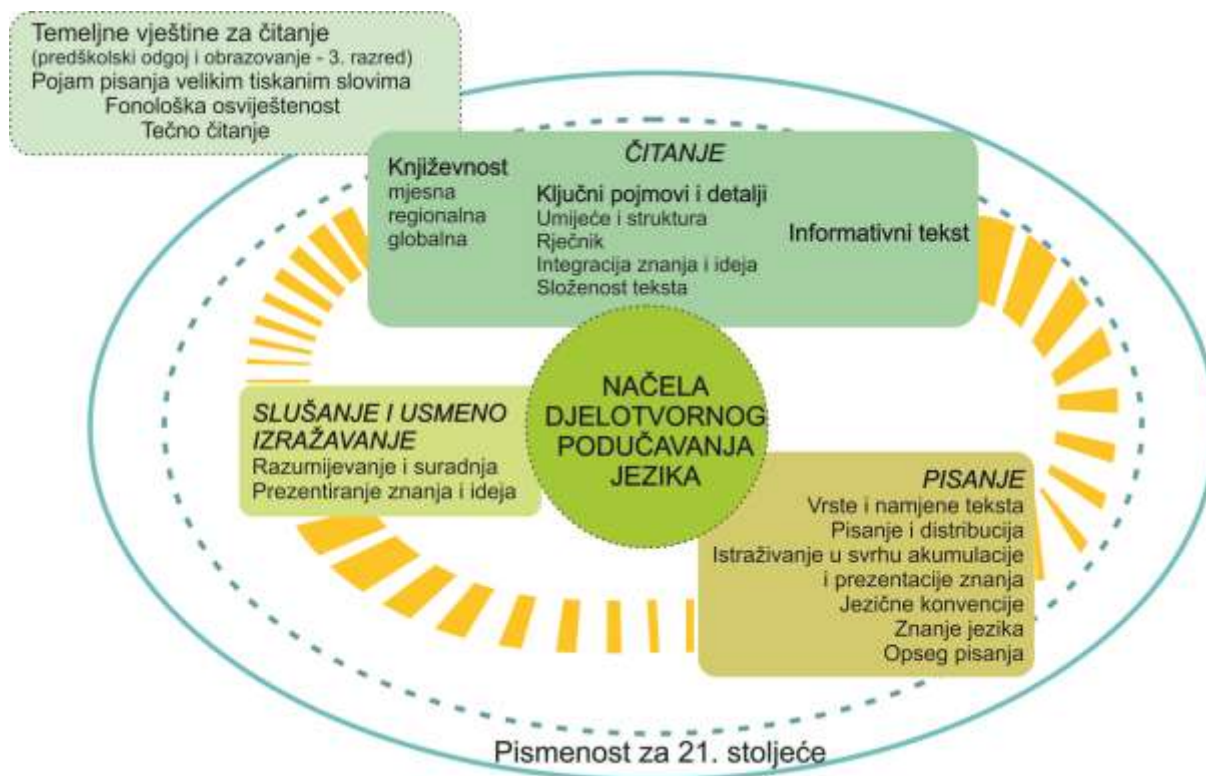 Temeljne vještine za čitanje
(predškolski odgoj i obrazovanje - 3. razred)
Pojam pisanja velikim tiskanim slovima
Fonološka osviještenost
Tečno čitanje
ČITANJE
Književnost
mjesna
regionalna
globalna
Ključni pojmovi i detalji
Umijeće i struktura
Rječnik
Integracija znanja i ideja
Složenost teksta
Informativni tekst
NAČELA
DJELOTVORNOG
PODUČAVANJA
JEZIKA
SLUŠANJE I USMENO
IZRAŽAVANJE
Razumijevanje i suradnja
Prezentiranje znanja i ideja
PISANJE
Vrste i namjene teksta
Pisanje i distribucija
Istraživanje u svrhu akumulacije
i prezentacije znanja
Jezične konvencije
Znanje jezika
Opseg pisanja
Pismenost za 21. stoljeće